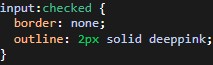 input:checked {
  border: none;
  outline: 2px solid deeppink;
}